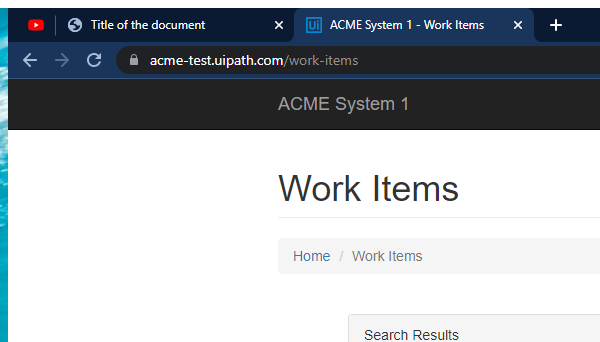 Title of the document
Ui ACME System 1 - Work Items
acme-test.uipath.com/work-items
ACME System 1
Work Items
Home / Work Items
Search Results